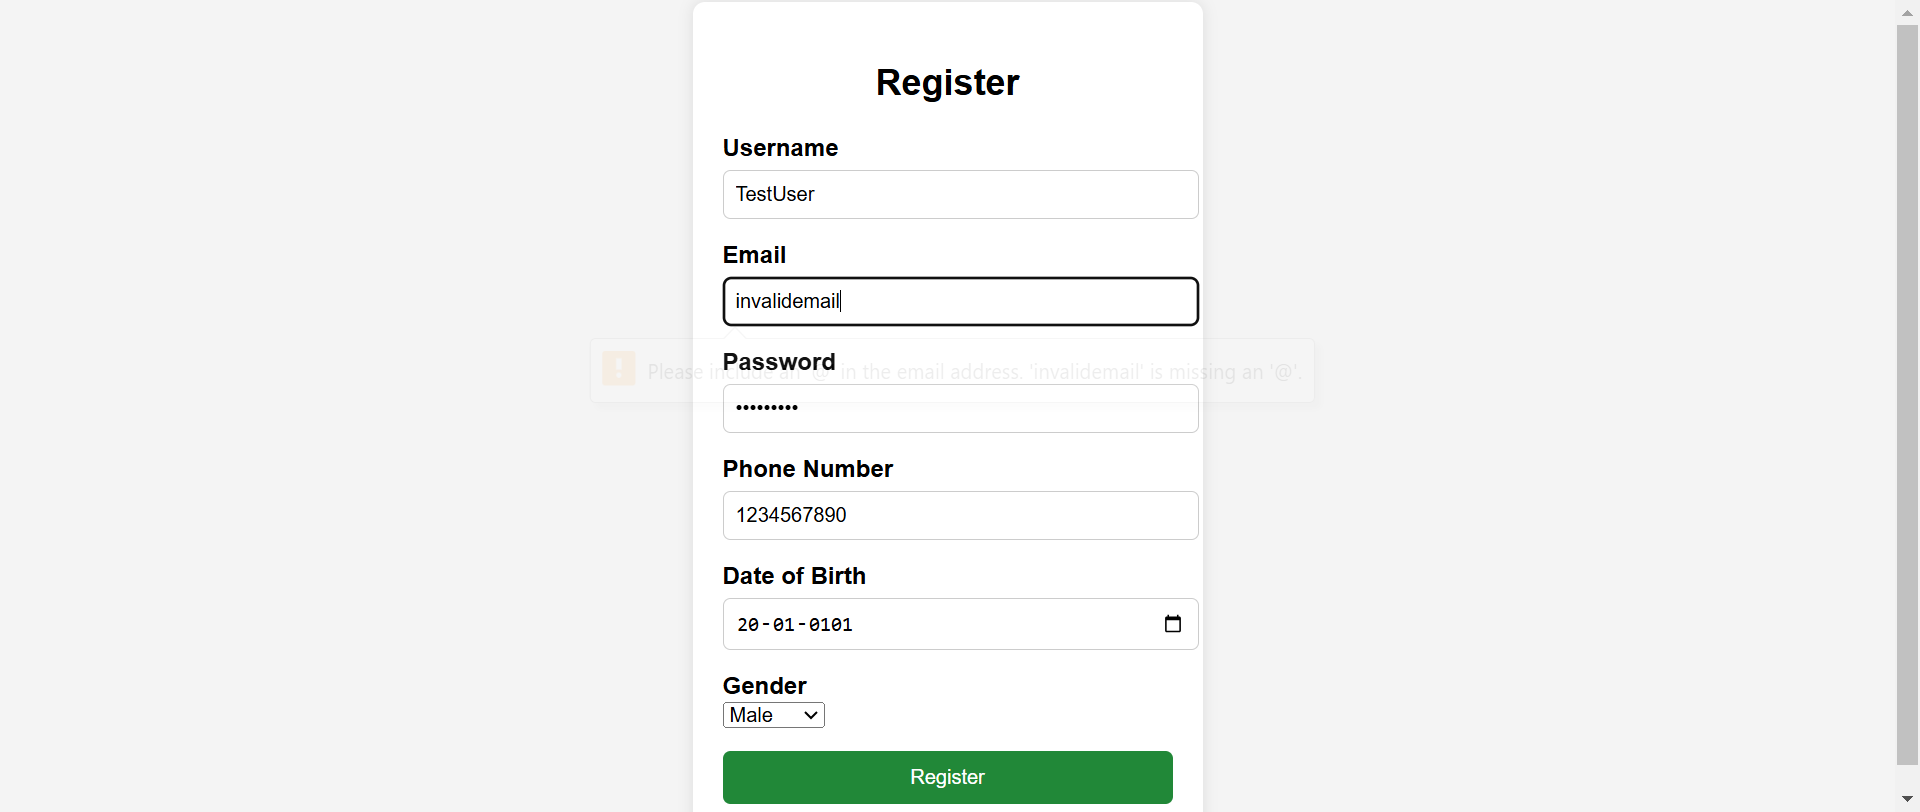 Register
Username
TestUser
Email
invalidemail
Please include an '@' in the email address. 'invalidemail' is missing an '@'.
Password
•••••••••
Phone Number
1234567890
Date of Birth
20-01-0101
Gender
Male
Register